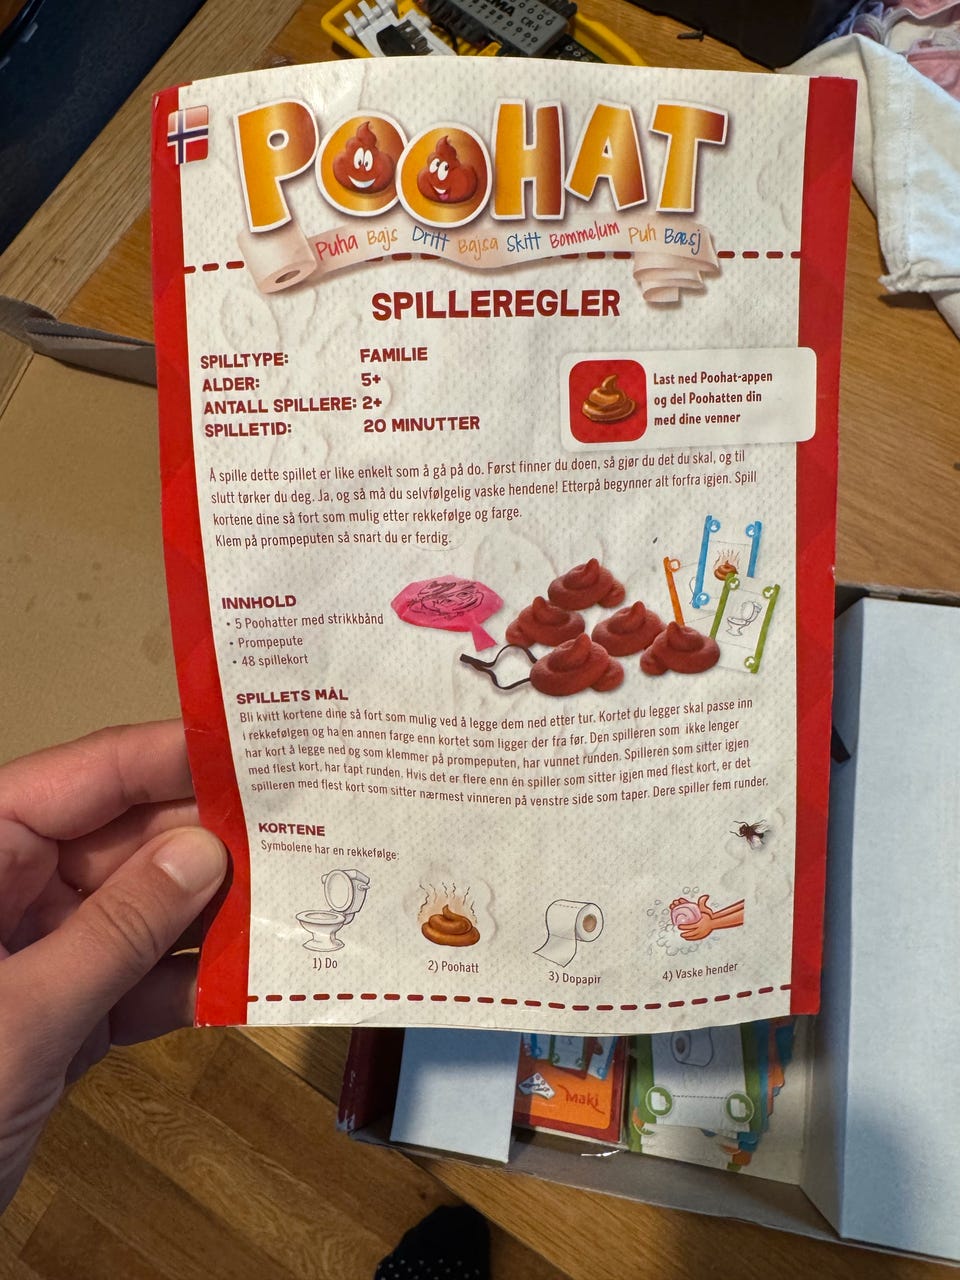 POOHAT
Puha Bajs Dritt Bajsa Skitt Bommelum Puh Bæsj
SPILLEREGLER
SPILLTYPE: FAMILIE
ALDER: 5+
ANTALL SPILLERE: 2+
SPILLETID: 20 MINUTTER
Last ned Poohat-appen
og del Poohatten din
med dine venner
Å spille dette spillet er like enkelt som å gå på do. Først finner du doen, så gjør du det du skal, og til
slutt tørker du deg. Ja, og så må du selvfølgelig vaske hendene! Etterpå begynner alt forfra igjen. Spill
kortene dine så fort som mulig etter rekkefølge og farge.
Klem på prompeputen så snart du er ferdig.
INNHOLD
• 5 Poohatter med strikkbånd
• Prompepute
• 48 spillekort
SPILLETS MÅL
Bli kvitt kortene dine så fort som mulig ved å legge dem ned etter tur. Kortet du legger skal passe inn
i rekkefølgen og ha en annen farge enn kortet som ligger der fra før. Den spilleren som ikke lenger
har kort å legge ned og som klemmer på prompeputen, har vunnet runden. Spilleren som sitter igjen
med flest kort, har tapt runden. Hvis det er flere enn én spiller som sitter igjen med flest kort, er det
spilleren med flest kort som sitter nærmest vinneren på venstre side som taper. Dere spiller fem runder.
KORTENE
Symbolene har en rekkefølge:
1) Do
2) Poohatt
3) Dopapir
4) Vaske hender
Maki
CR-V